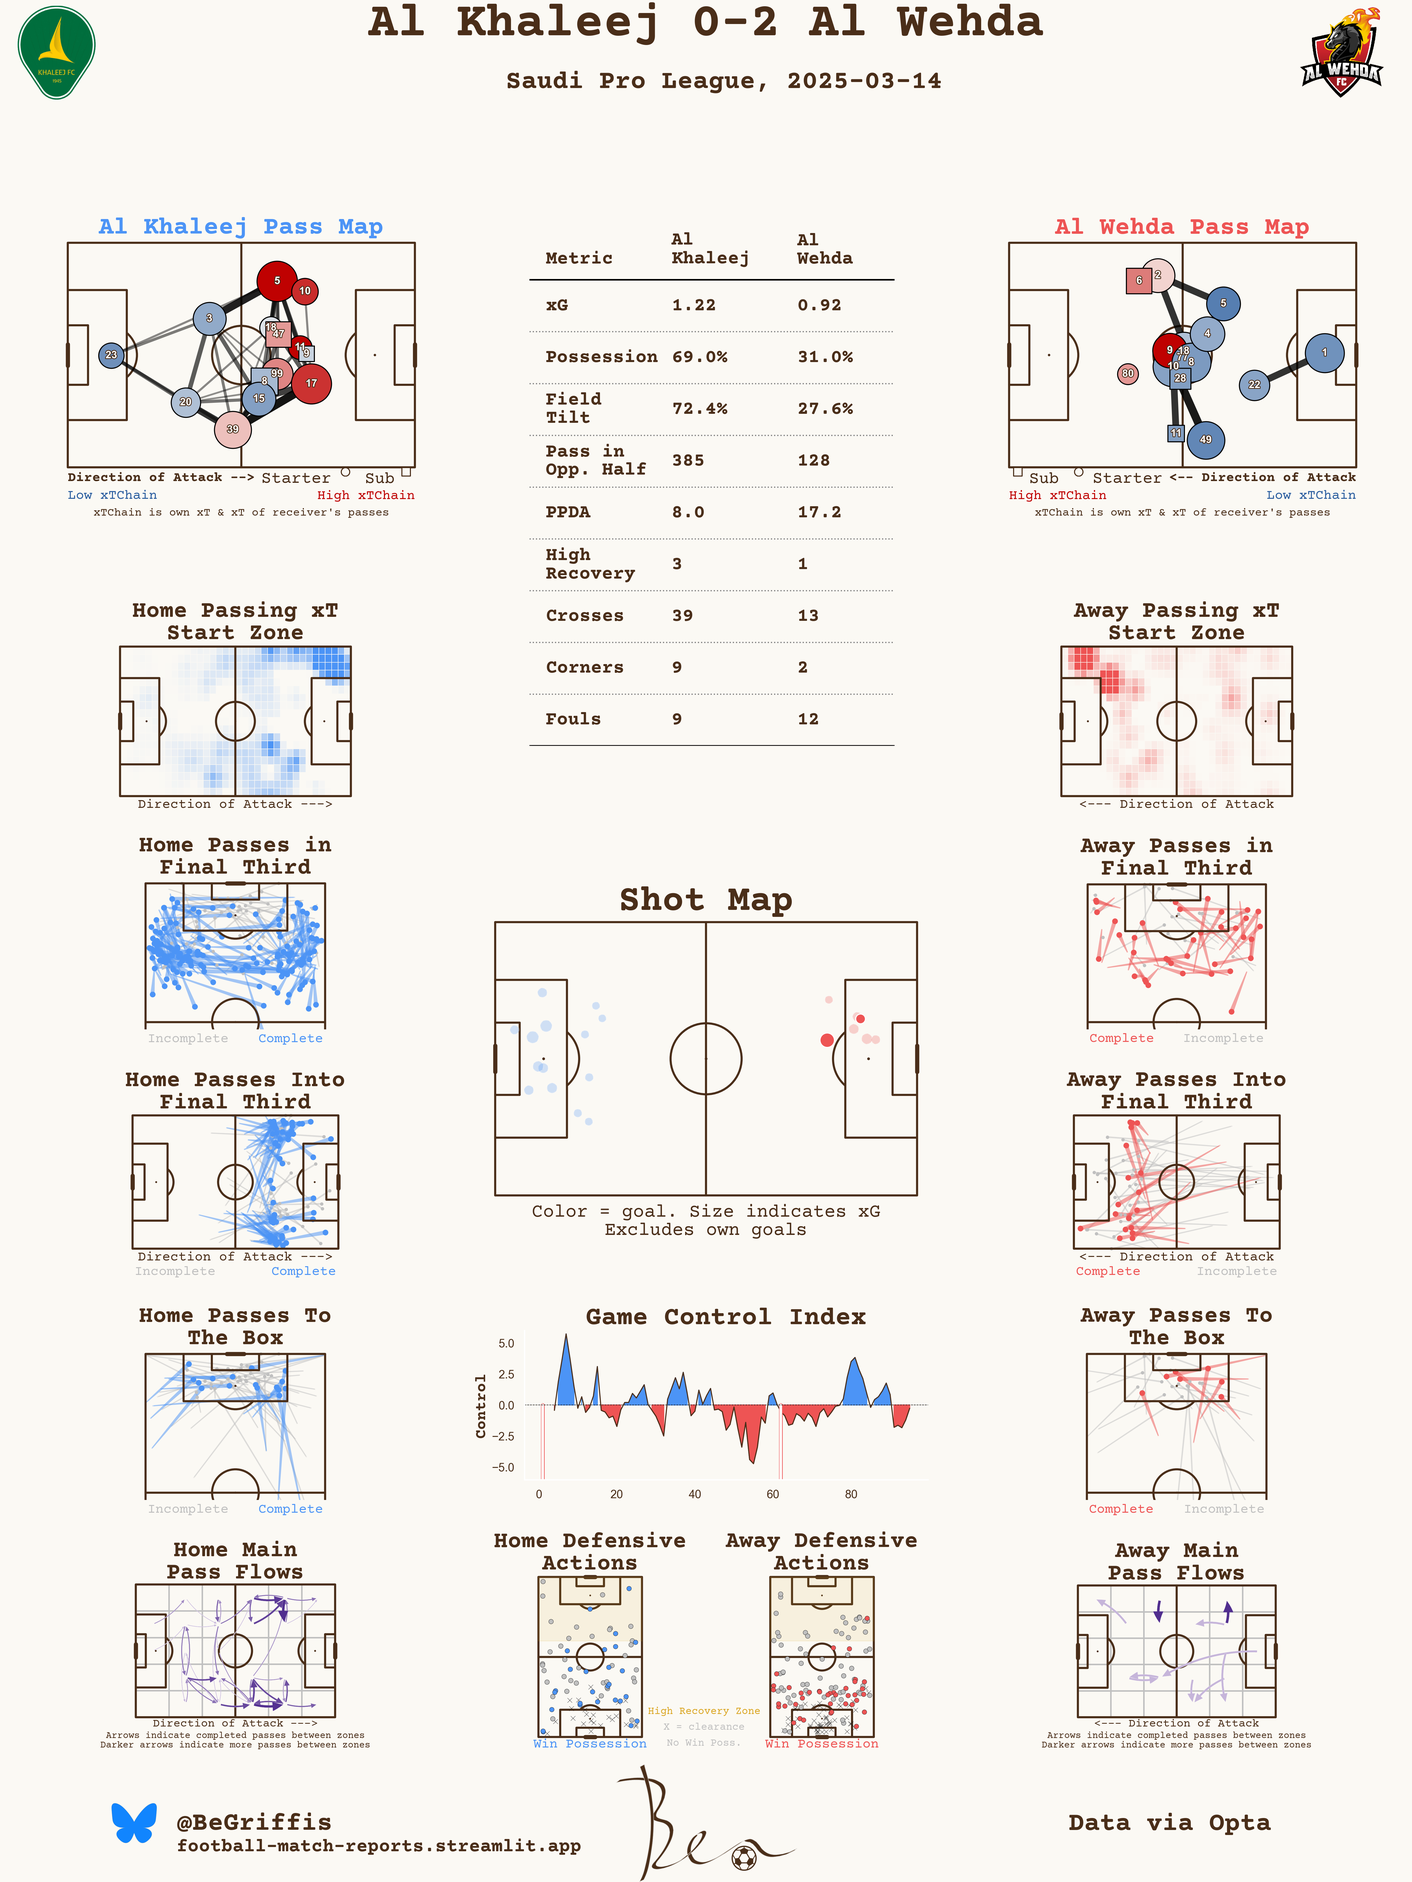 Al Khaleej 0-2 Al Wehda
Saudi Pro League, 2025-03-14
KHALEEJ FC
1945
AL WEHDA
FC
Al Khaleej Pass Map
5
10
3
18
47
11
9
23
99
8
17
15
20
39
Direction of Attack --> Starter Sub
Low xTChain High xTChain
xTChain is own xT & xT of receiver's passes
Metric Al Khaleej Al Wehda
xG 1.22 0.92
Possession 69.0% 31.0%
Field Tilt 72.4% 27.6%
Pass in Opp. Half 385 128
PPDA 8.0 17.2
High Recovery 3 1
Crosses 39 13
Corners 9 2
Fouls 9 12
Al Wehda Pass Map
2
6
5
4
9
18
1
77
8
10
80
28
22
11
49
Sub Starter <-- Direction of Attack
High xTChain Low xTChain
xTChain is own xT & xT of receiver's passes
Home Passing xT
Start Zone
Direction of Attack --->
Away Passing xT
Start Zone
<--- Direction of Attack
Home Passes in
Final Third
Incomplete Complete
Away Passes in
Final Third
Complete Incomplete
Shot Map
Color = goal. Size indicates xG
Excludes own goals
Home Passes Into
Final Third
Direction of Attack --->
Incomplete Complete
Away Passes Into
Final Third
<--- Direction of Attack
Complete Incomplete
Home Passes To
The Box
Incomplete Complete
Game Control Index
Control
5.0
2.5
0.0
−2.5
−5.0
0 20 40 60 80
Away Passes To
The Box
Complete Incomplete
Home Main
Pass Flows
Direction of Attack --->
Arrows indicate completed passes between zones
Darker arrows indicate more passes between zones
Home Defensive
Actions
Win Possession
High Recovery Zone
X = clearance
No Win Poss.
Away Defensive
Actions
Win Possession
Away Main
Pass Flows
<--- Direction of Attack
Arrows indicate completed passes between zones
Darker arrows indicate more passes between zones
@BeGriffis
football-match-reports.streamlit.app
Ben
Data via Opta